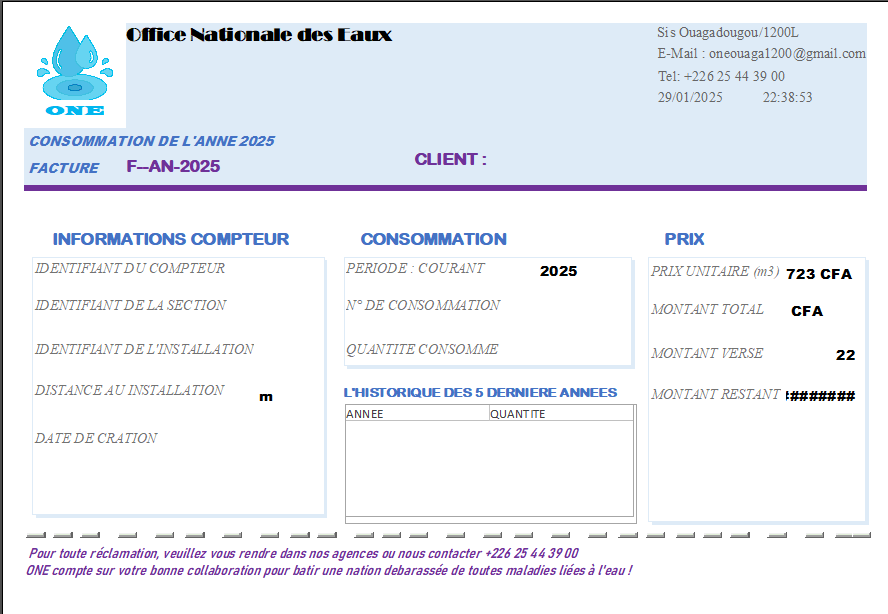 Office Nationale des Eaux
Sis Ouagadougou/1200L
E-Mail : oneouaga1200@gmail.com
Tel: +226 25 44 39 00
29/01/2025 22:38:53
ONE
CONSOMMATION DE L'ANNE 2025
FACTURE F--AN-2025
CLIENT :
INFORMATIONS COMPTEUR
IDENTIFIANT DU COMPTEUR
IDENTIFIANT DE LA SECTION
IDENTIFIANT DE L'INSTALLATION
DISTANCE AU INSTALLATION m
DATE DE CRATION
CONSOMMATION
PERIODE : COURANT 2025
N° DE CONSOMMATION
QUANTITE CONSOMME
L'HISTORIQUE DES 5 DERNIERE ANNEES
ANNEE QUANTITE
PRIX
PRIX UNITAIRE (m3) 723 CFA
MONTANT TOTAL CFA
MONTANT VERSE 22
MONTANT RESTANT ########
Pour toute réclamation, veuillez vous rendre dans nos agences ou nous contacter +226 25 44 39 00
ONE compte sur votre bonne collaboration pour batir une nation debarassée de toutes maladies liées à l'eau !